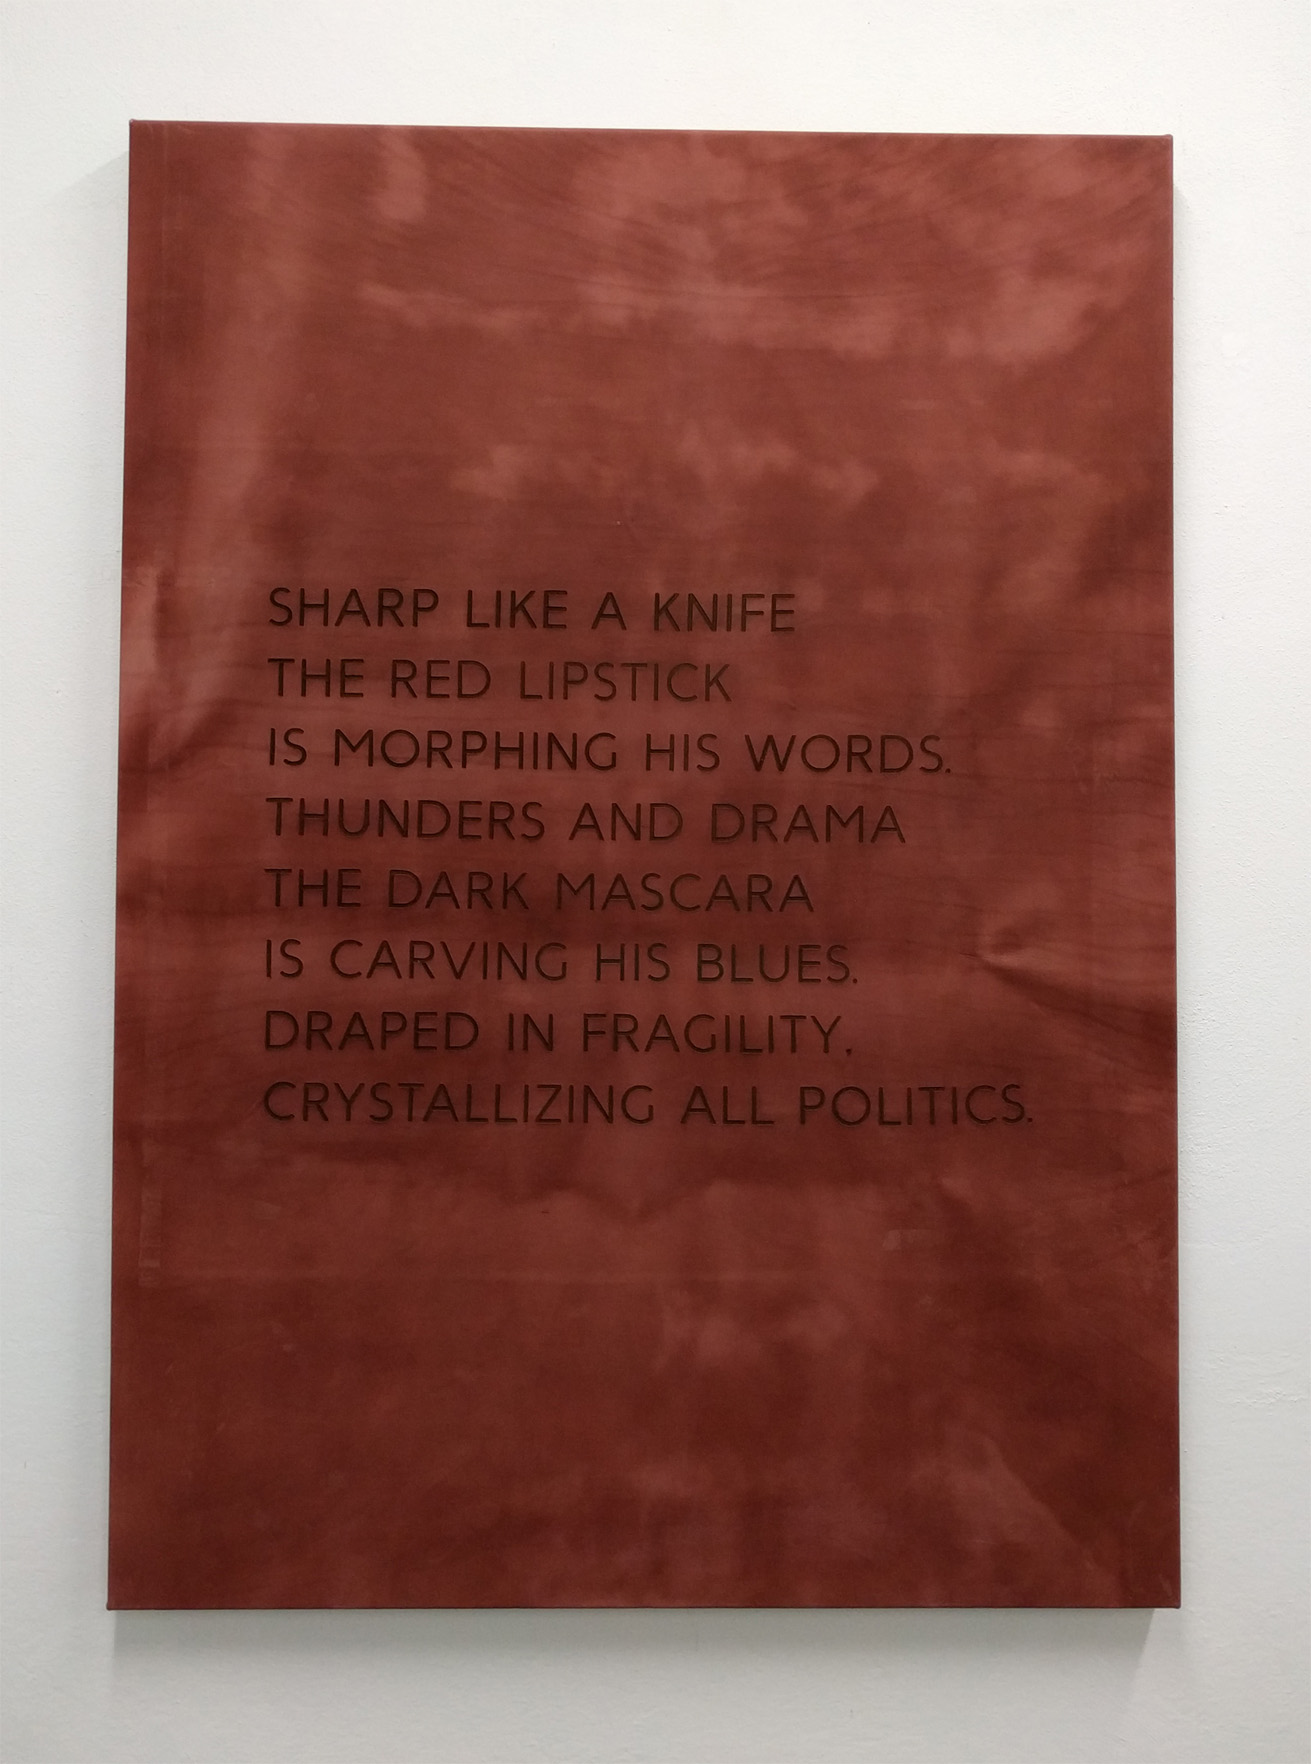 SHARP LIKE A KNIFE
THE RED LIPSTICK
IS MORPHING HIS WORDS.
THUNDERS AND DRAMA
THE DARK MASCARA
IS CARVING HIS BLUES.
DRAPED IN FRAGILITY,
CRYSTALLIZING ALL POLITICS.